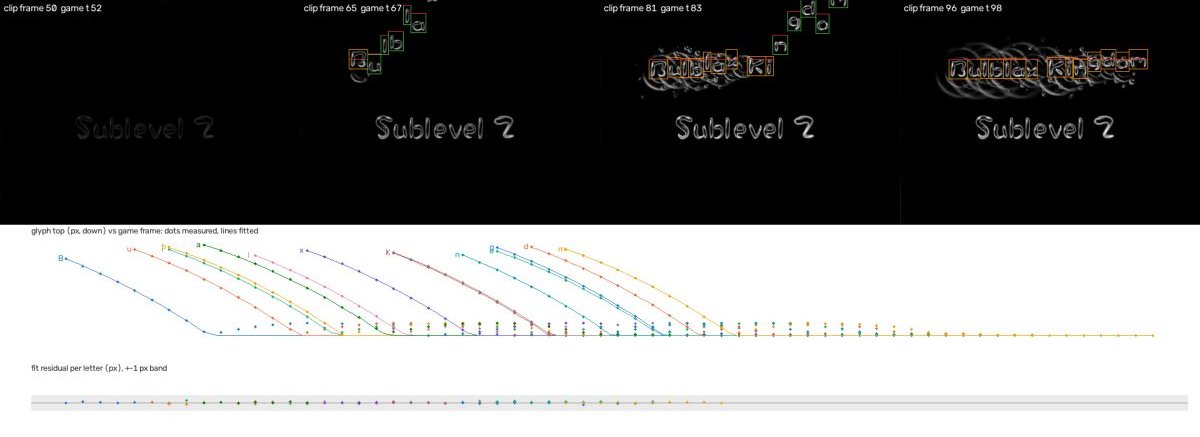 clip frame 50 game t 52
clip frame 65 game t 67
clip frame 81 game t 83
clip frame 96 game t 98
Sublevel 2
B u l b l a
Sublevel 2
Bulblax Ki n g d o m
Sublevel 2
Bulblax Kingdom
Sublevel 2
glyph top (px, down) vs game frame: dots measured, lines fitted
B u b a l x K n g d m
fit residual per letter (px), +-1 px band